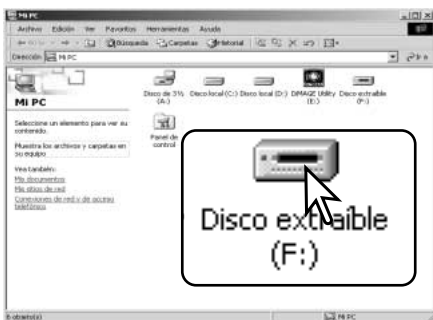 Mi PC
Archivo Edición Ver Favoritos Herramientas Ayuda
Búsqueda Carpetas Historial
Dirección Mi PC
Mi PC
Seleccione un elemento para ver su contenido.
Muestra los archivos y carpetas en su equipo
Vea también:
Mis documentos
Mis sitios de red
Conexiones de red y de acceso telefónico
Disco de 3½ (A:)
Disco local (C:)
Disco local (D:)
DiMAGE Utility (E:)
Disco extraíble (F:)
Panel de control
Disco extraíble
(F:)
6 objeto(s)
Mi PC